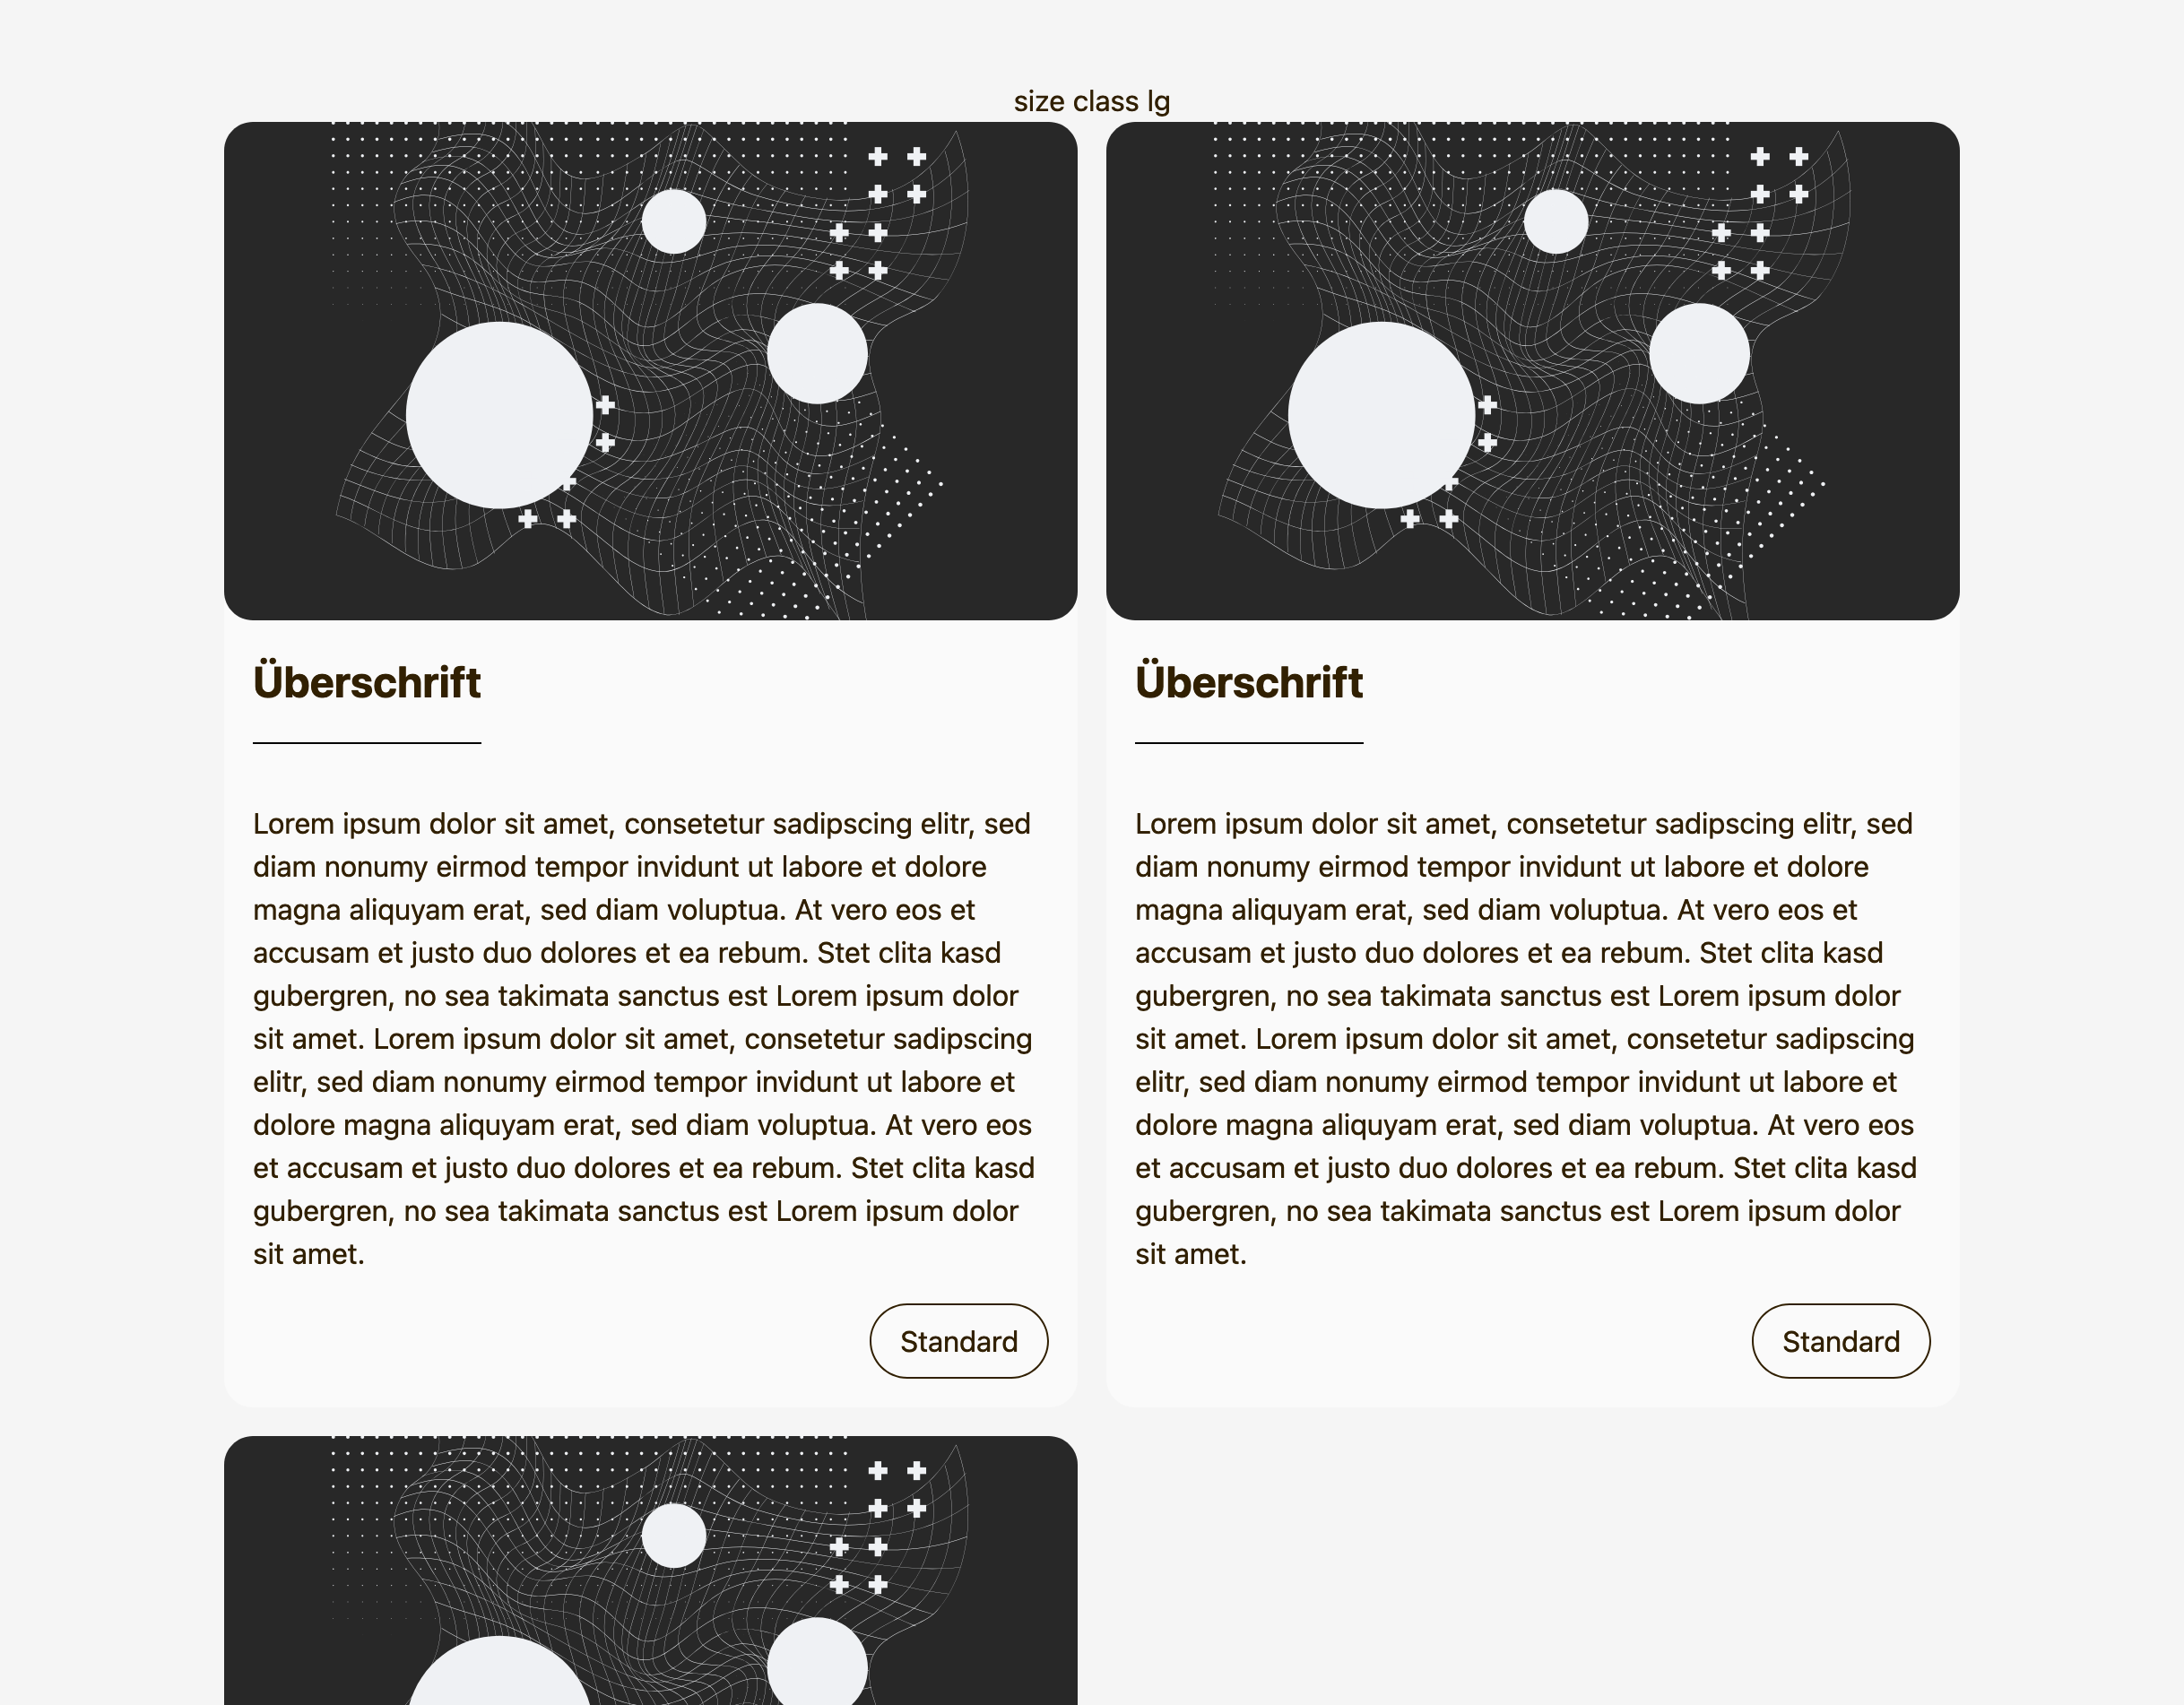 size class lg
Überschrift
Lorem ipsum dolor sit amet, consetetur sadipscing elitr, sed
diam nonumy eirmod tempor invidunt ut labore et dolore
magna aliquyam erat, sed diam voluptua. At vero eos et
accusam et justo duo dolores et ea rebum. Stet clita kasd
gubergren, no sea takimata sanctus est Lorem ipsum dolor
sit amet. Lorem ipsum dolor sit amet, consetetur sadipscing
elitr, sed diam nonumy eirmod tempor invidunt ut labore et
dolore magna aliquyam erat, sed diam voluptua. At vero eos
et accusam et justo duo dolores et ea rebum. Stet clita kasd
gubergren, no sea takimata sanctus est Lorem ipsum dolor
sit amet.
Standard
Überschrift
Lorem ipsum dolor sit amet, consetetur sadipscing elitr, sed
diam nonumy eirmod tempor invidunt ut labore et dolore
magna aliquyam erat, sed diam voluptua. At vero eos et
accusam et justo duo dolores et ea rebum. Stet clita kasd
gubergren, no sea takimata sanctus est Lorem ipsum dolor
sit amet. Lorem ipsum dolor sit amet, consetetur sadipscing
elitr, sed diam nonumy eirmod tempor invidunt ut labore et
dolore magna aliquyam erat, sed diam voluptua. At vero eos
et accusam et justo duo dolores et ea rebum. Stet clita kasd
gubergren, no sea takimata sanctus est Lorem ipsum dolor
sit amet.
Standard